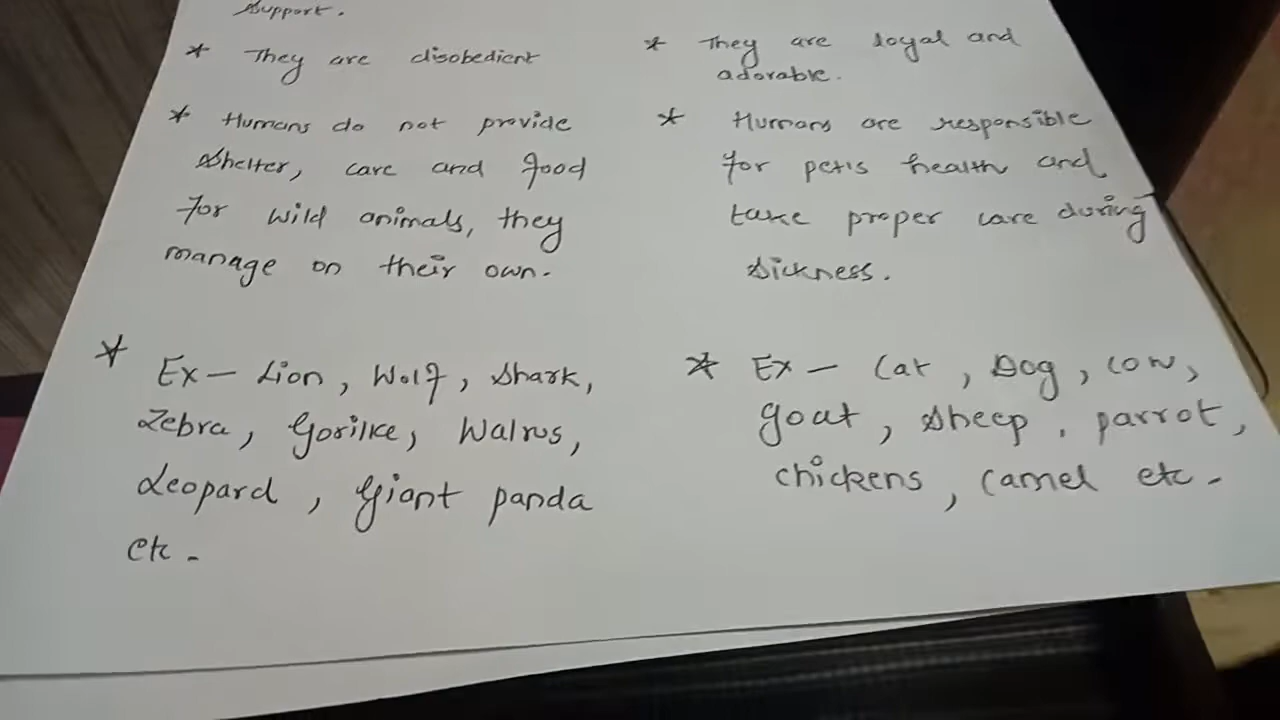 support.
* They are disobedient
* Humans do not provide
shelter, care and good
for wild animals, they
manage on their own.
* Ex - Lion, Wolf, Shark,
Zebra, Gorilke, Walrus,
Leopard, Giant panda
etc.
* They are loyal and
adorable.
* Humans are responsible
for pets health and
take proper care during
sickness.
* Ex - Cat, Dog, cow,
goat, sheep, parrot,
chickens, camel etc.